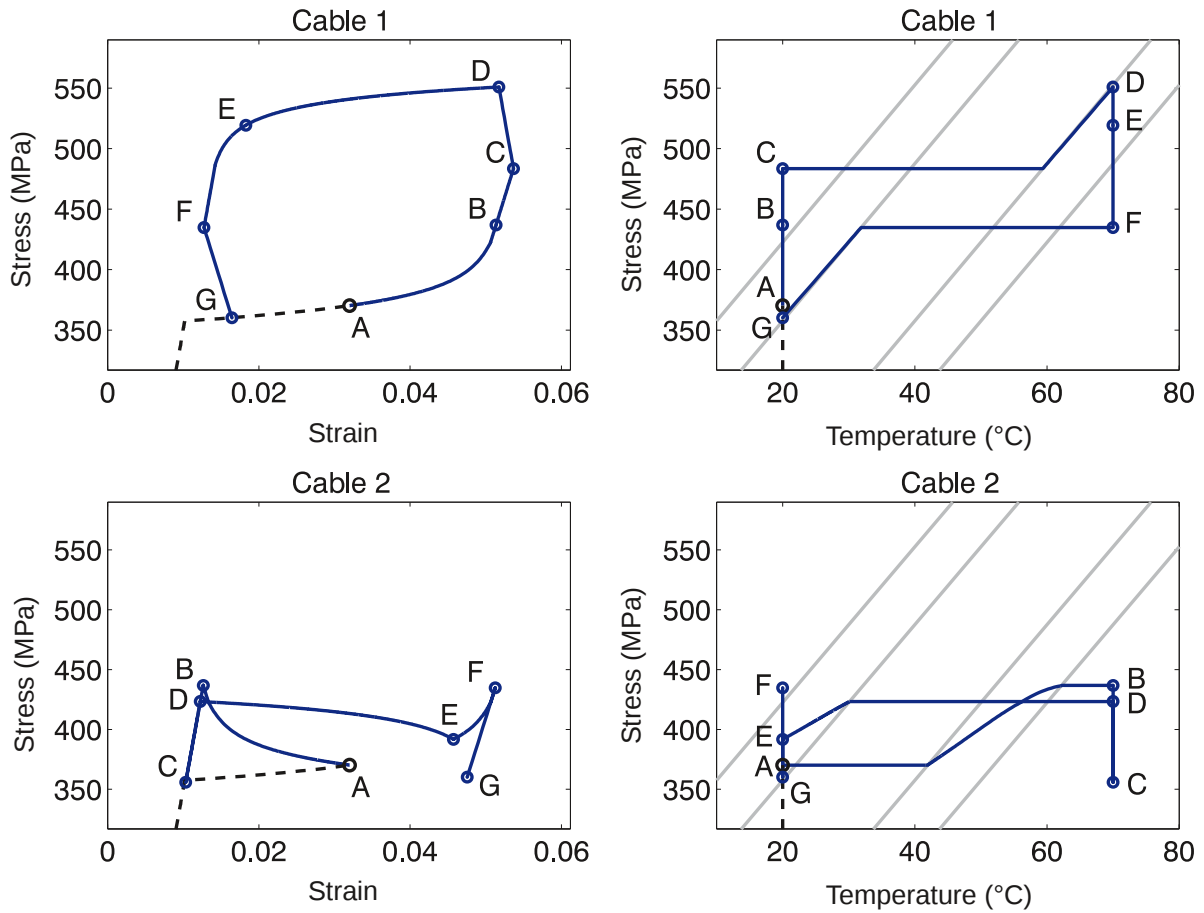 Cable 1
Stress (MPa)
550
500
450
400
350
D
E
C
B
F
G
A
0
0.02
0.04
0.06
Strain
Cable 1
Stress (MPa)
550
500
450
400
350
D
E
C
B
F
A
G
20
40
60
80
Temperature (°C)
Cable 2
Stress (MPa)
550
500
450
400
350
B
F
D
E
C
A
G
0
0.02
0.04
0.06
Strain
Cable 2
Stress (MPa)
550
500
450
400
350
F
B
D
E
A
G
C
20
40
60
80
Temperature (°C)